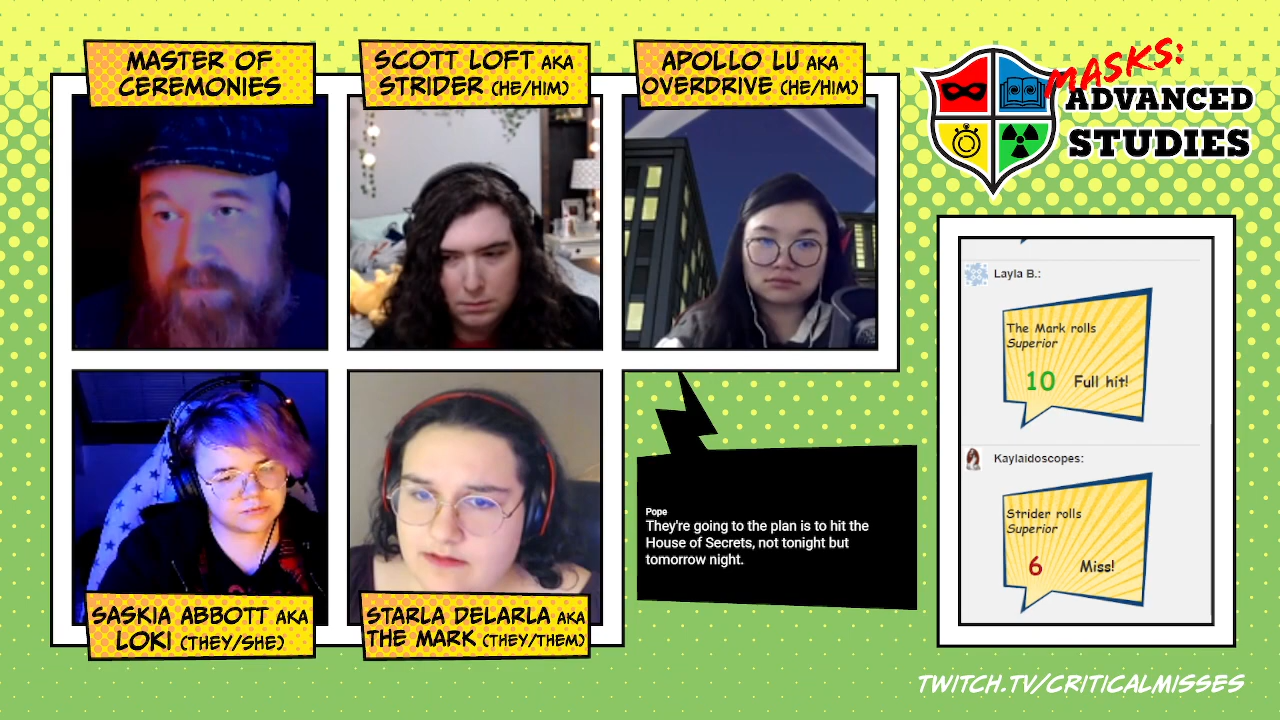 MASTER OF
CEREMONIES
SCOTT LOFT AKA
STRIDER (HE/HIM)
APOLLO LU AKA
OVERDRIVE (HE/HIM)
MASKS:
ADVANCED
STUDIES
Layla B.:
The Mark rolls
Superior
10 Full hit!
Kaylaidoscopes:
Strider rolls
Superior
6 Miss!
Pope
They're going to the plan is to hit the
House of Secrets, not tonight but
tomorrow night.
SASKIA ABBOTT AKA
LOKI (THEY/SHE)
STARLA DELARLA AKA
THE MARK (THEY/THEM)
TWITCH.TV/CRITICALMISSES